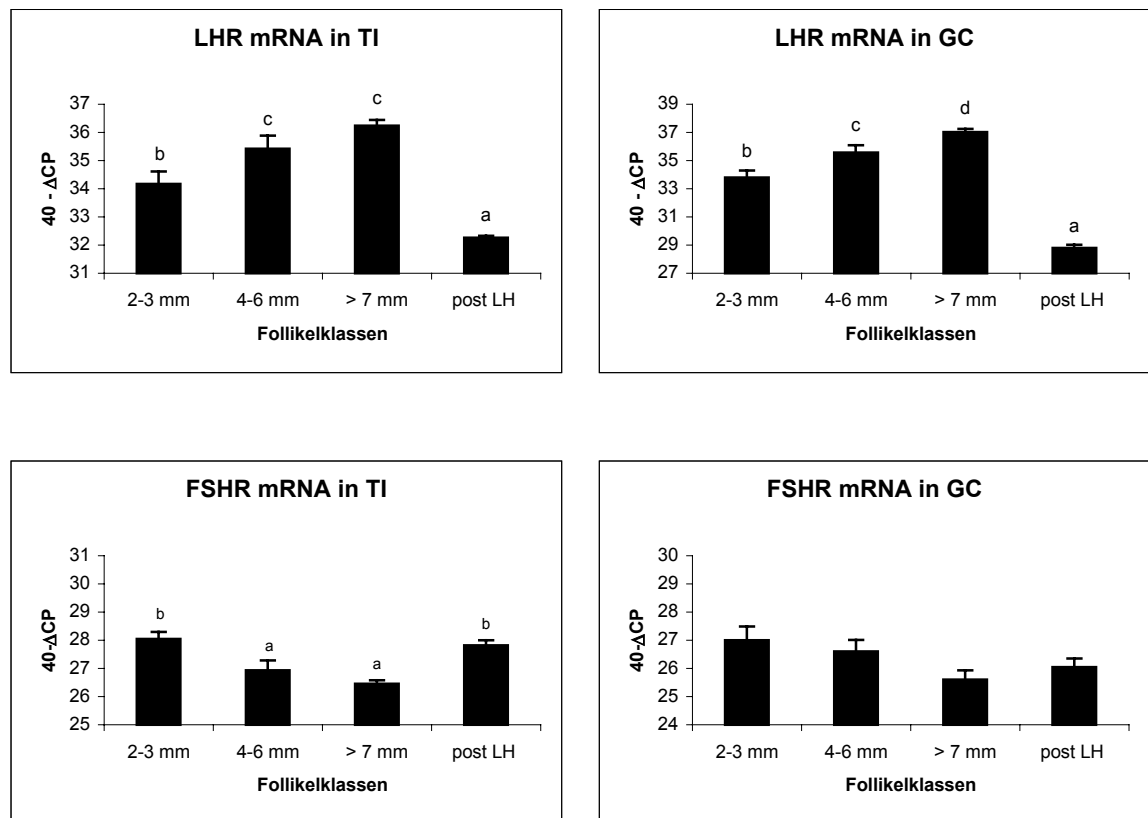 LHR mRNA in TI
40 - ΔCP
37
36
35
34
33
32
31
b
c
c
a
2-3 mm 4-6 mm > 7 mm post LH
Follikelklassen
LHR mRNA in GC
40 - ΔCP
39
37
35
33
31
29
27
b
c
d
a
2-3 mm 4-6 mm > 7 mm post LH
Follikelklassen
FSHR mRNA in TI
40-ΔCP
31
30
29
28
27
26
25
b
a
a
b
2-3 mm 4-6 mm > 7 mm post LH
Follikelklassen
FSHR mRNA in GC
40-ΔCP
30
29
28
27
26
25
24
2-3 mm 4-6 mm > 7 mm post LH
Follikelklassen